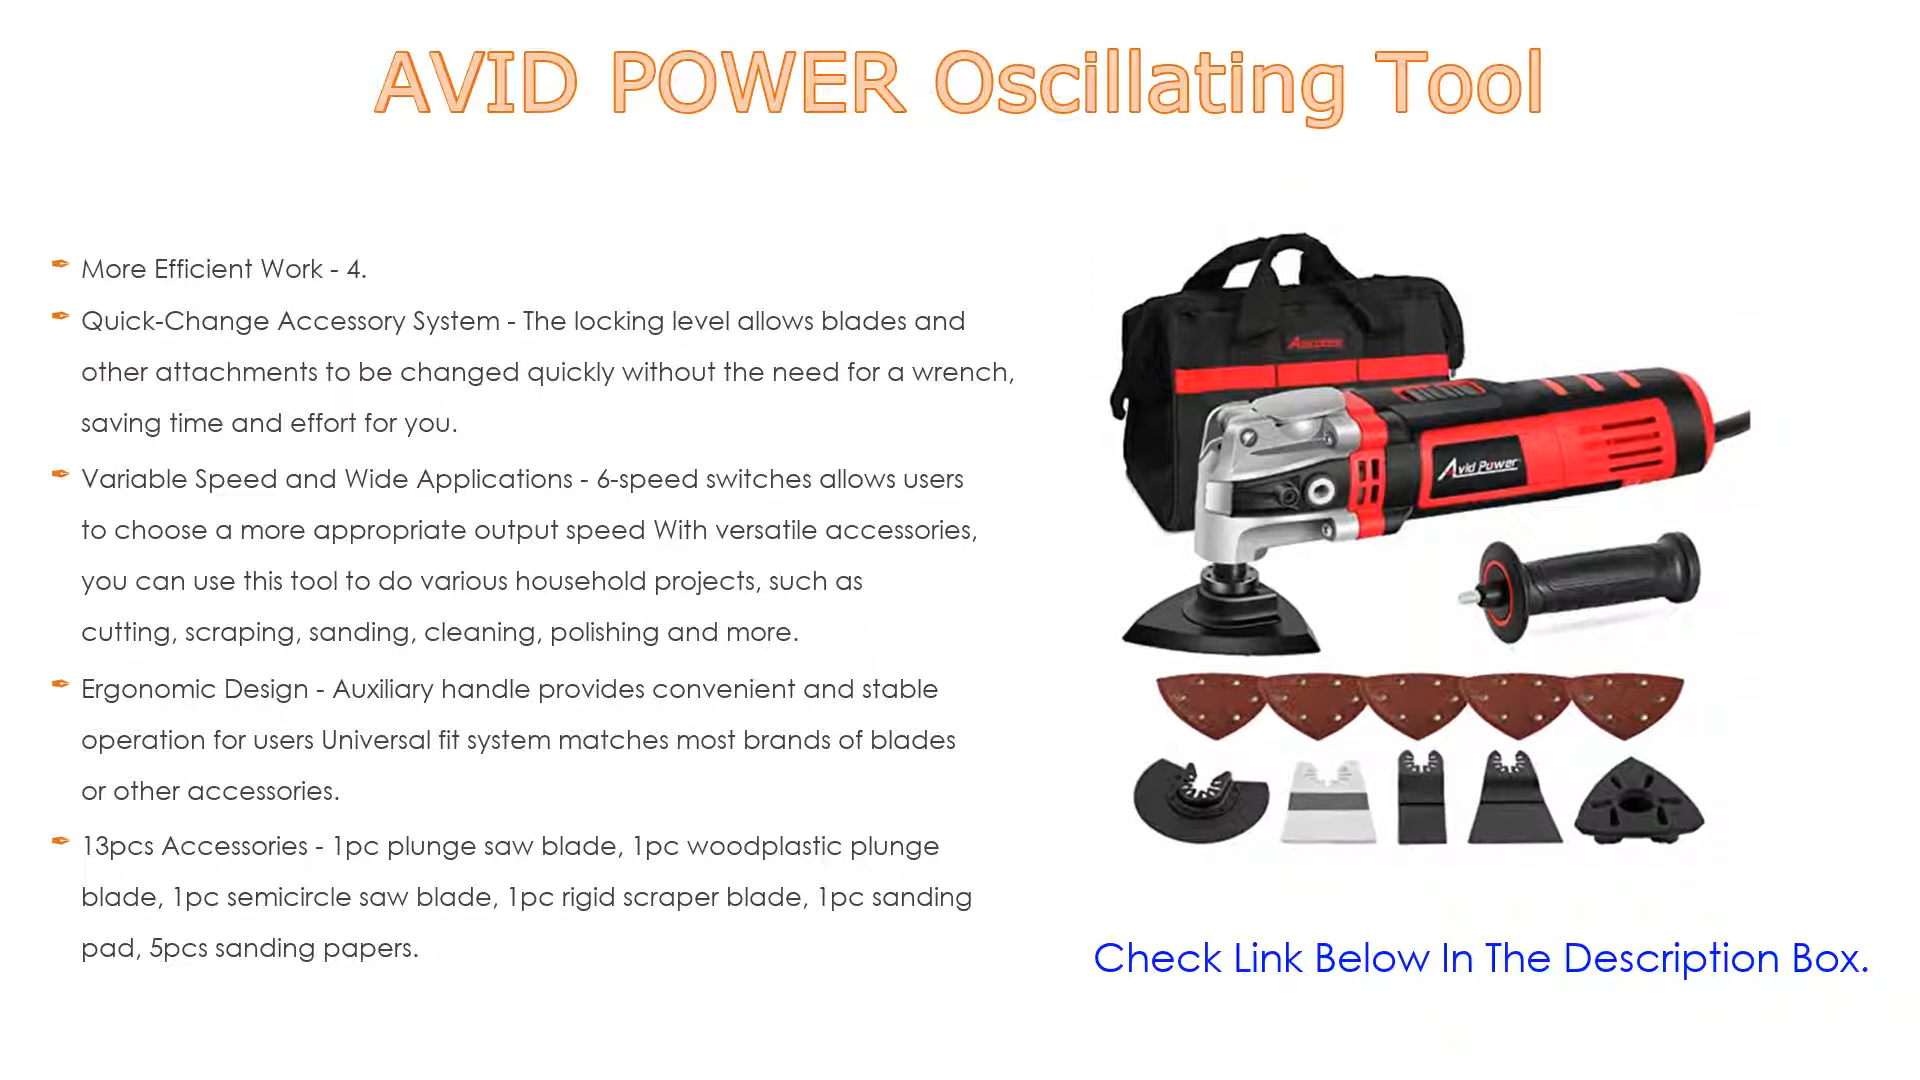 AVID POWER Oscillating Tool
More Efficient Work - 4.
Quick-Change Accessory System - The locking level allows blades and
other attachments to be changed quickly without the need for a wrench,
saving time and effort for you.
Variable Speed and Wide Applications - 6-speed switches allows users
to choose a more appropriate output speed With versatile accessories,
you can use this tool to do various household projects, such as
cutting, scraping, sanding, cleaning, polishing and more.
Ergonomic Design - Auxiliary handle provides convenient and stable
operation for users Universal fit system matches most brands of blades
or other accessories.
13pcs Accessories - 1pc plunge saw blade, 1pc woodplastic plunge
blade, 1pc semicircle saw blade, 1pc rigid scraper blade, 1pc sanding
pad, 5pcs sanding papers.
Avid Power
Check Link Below In The Description Box.